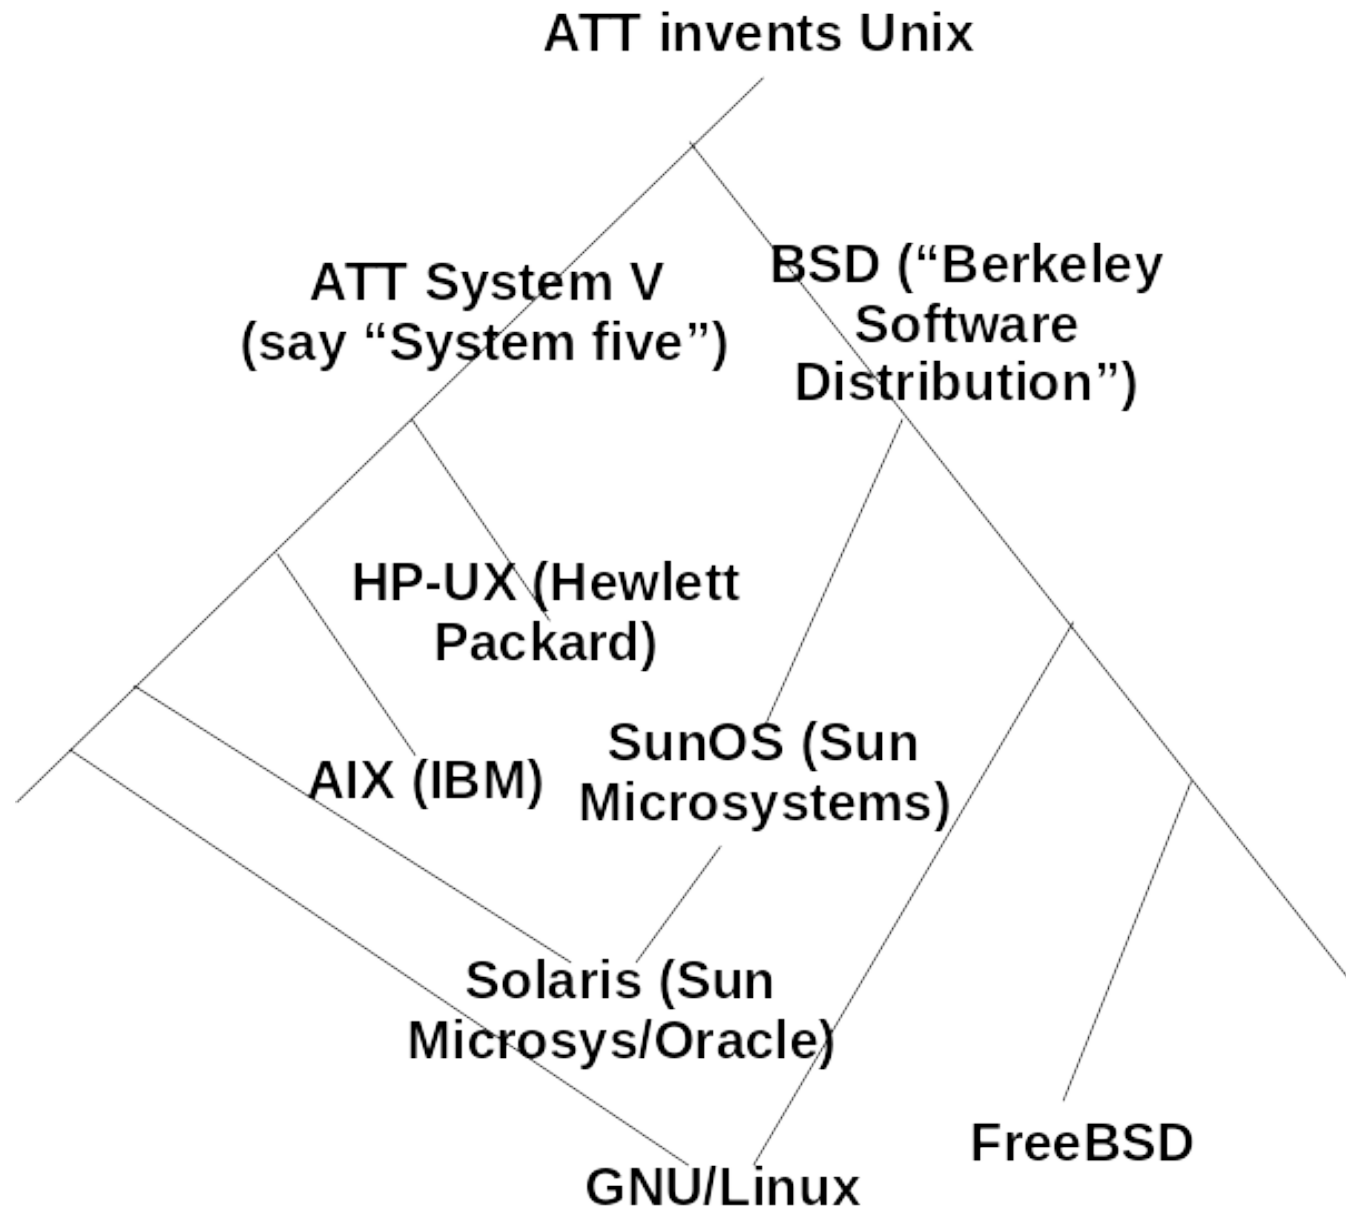 ATT invents Unix
ATT System V
(say “System five”)
BSD (“Berkeley
Software
Distribution”)
HP-UX (Hewlett
Packard)
AIX (IBM)
SunOS (Sun
Microsystems)
Solaris (Sun
Microsys/Oracle)
FreeBSD
GNU/Linux